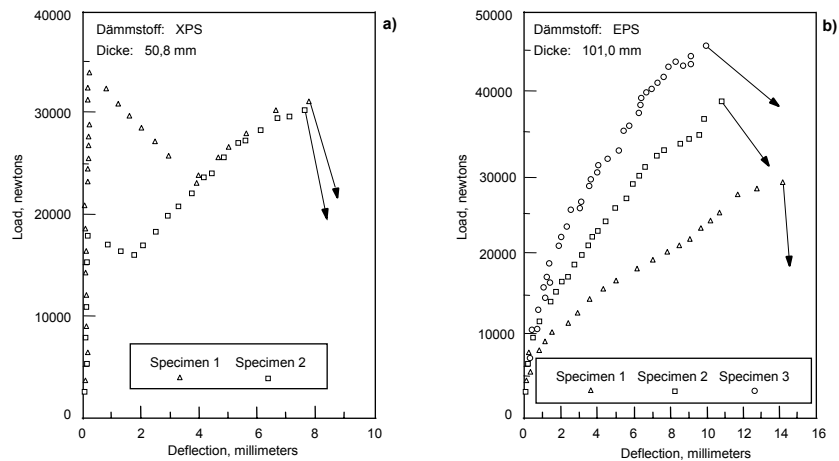 a)
Dämmstoff: XPS
Dicke: 50,8 mm
40000
30000
20000
10000
0
Load, newtons
Specimen 1 Specimen 2
0 2 4 6 8 10
Deflection, millimeters
b)
Dämmstoff: EPS
Dicke: 101,0 mm
50000
40000
30000
20000
10000
0
Load, newtons
Specimen 1 Specimen 2 Specimen 3
0 2 4 6 8 10 12 14 16
Deflection, millimeters